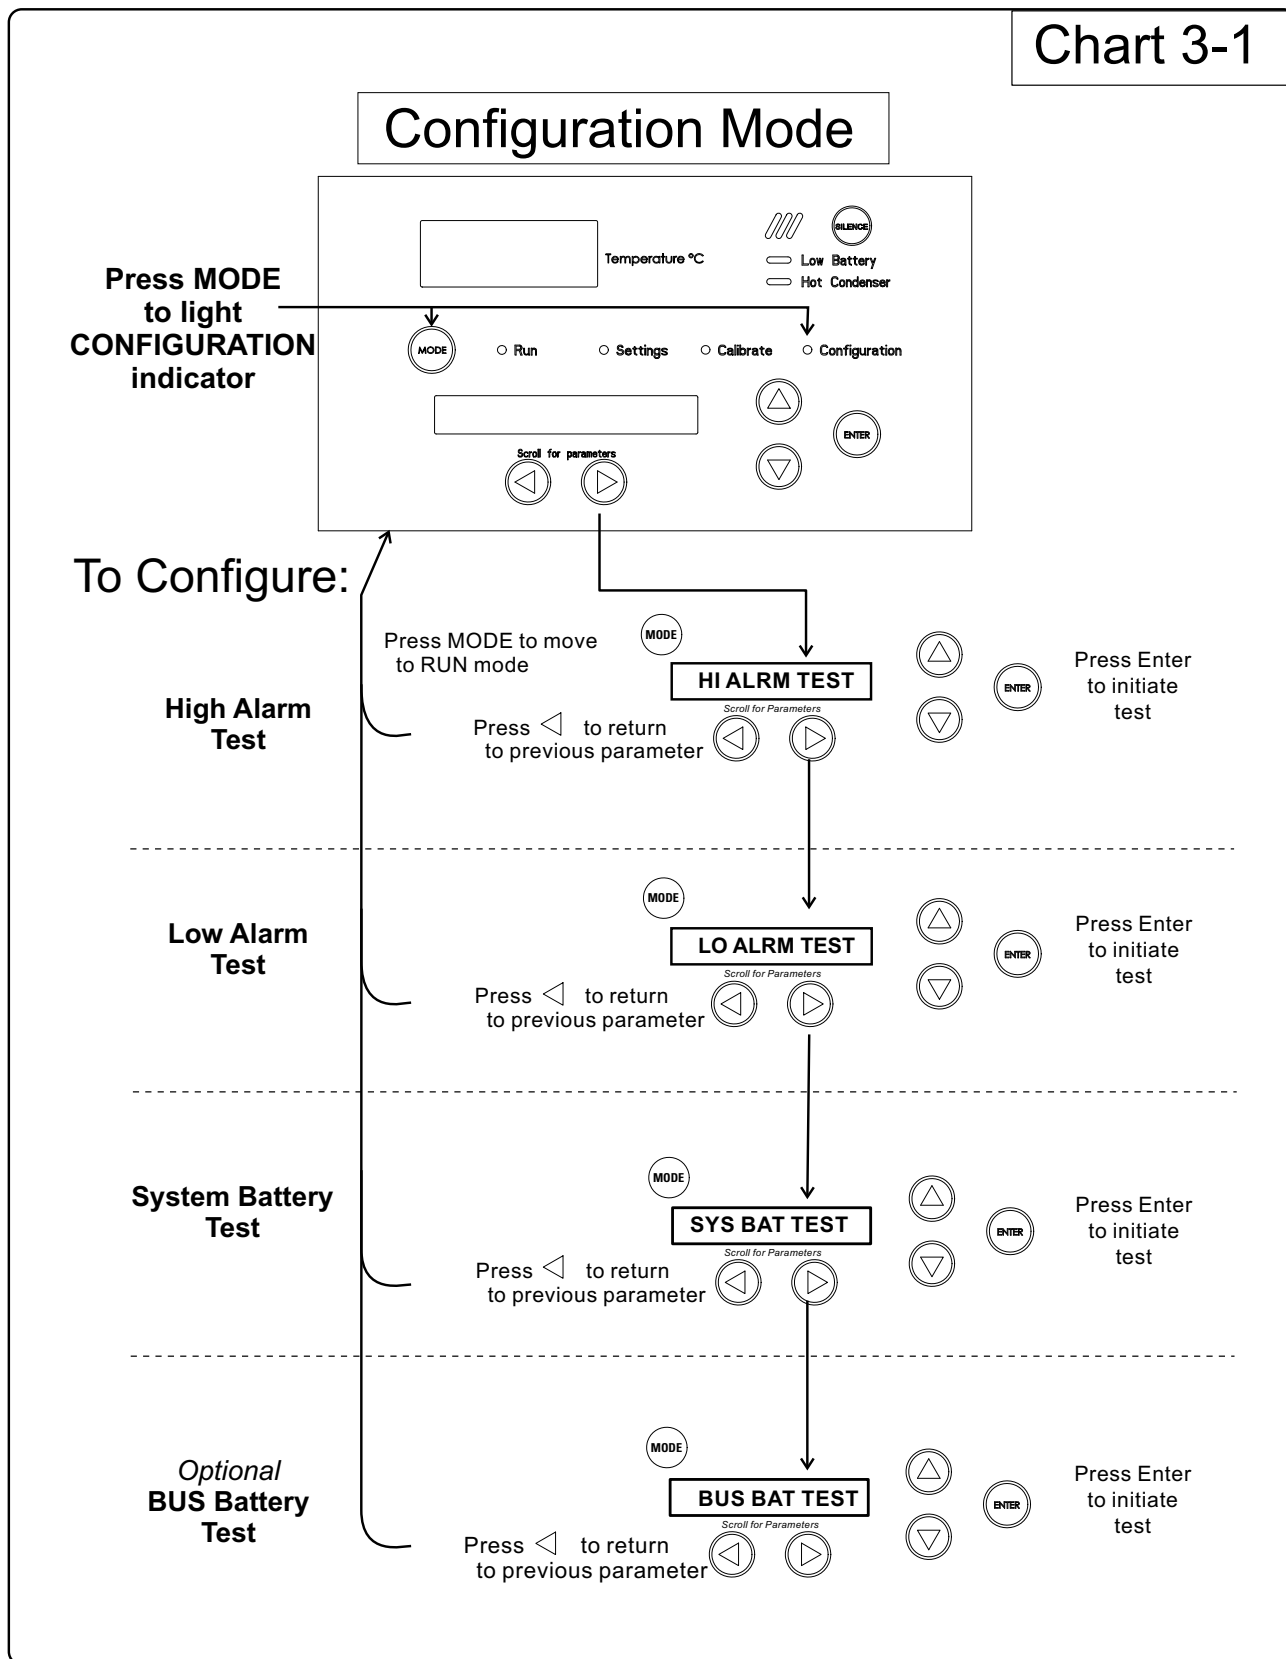 Chart 3-1
Configuration Mode
SILENCE
Temperature °C
Low Battery
Hot Condenser
Press MODE
to light
CONFIGURATION
indicator
MODE
Run
Settings
Calibrate
Configuration
ENTER
Scroll for parameters
To Configure:
Press MODE to move
to RUN mode
MODE
High Alarm
Test
HI ALRM TEST
Scroll for Parameters
Press ◁ to return
to previous parameter
ENTER
Press Enter
to initiate
test
Low Alarm
Test
MODE
LO ALRM TEST
Scroll for Parameters
Press ◁ to return
to previous parameter
ENTER
Press Enter
to initiate
test
System Battery
Test
MODE
SYS BAT TEST
Scroll for Parameters
Press ◁ to return
to previous parameter
ENTER
Press Enter
to initiate
test
Optional
BUS Battery
Test
MODE
BUS BAT TEST
Scroll for Parameters
Press ◁ to return
to previous parameter
ENTER
Press Enter
to initiate
test